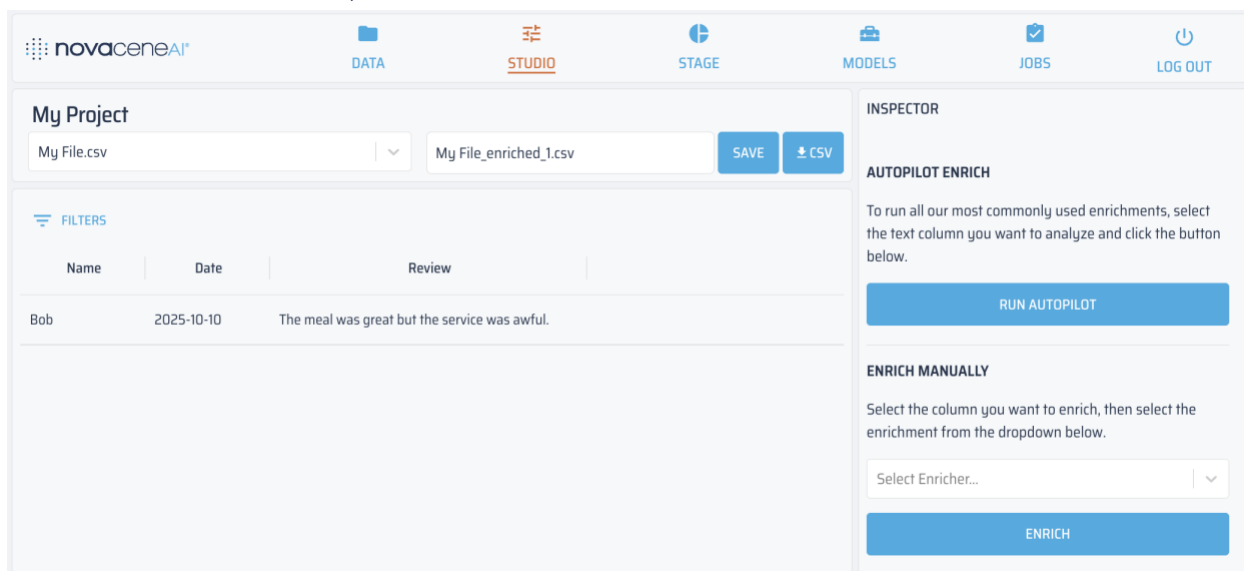 novaceneAI®
DATA
STUDIO
STAGE
MODELS
JOBS
LOG OUT
My Project
My File.csv
My File_enriched_1.csv
SAVE
CSV
FILTERS
Name Date Review
Bob 2025-10-10 The meal was great but the service was awful.
INSPECTOR
AUTOPILOT ENRICH
To run all our most commonly used enrichments, select
the text column you want to analyze and click the button
below.
RUN AUTOPILOT
ENRICH MANUALLY
Select the column you want to enrich, then select the
enrichment from the dropdown below.
Select Enricher...
ENRICH